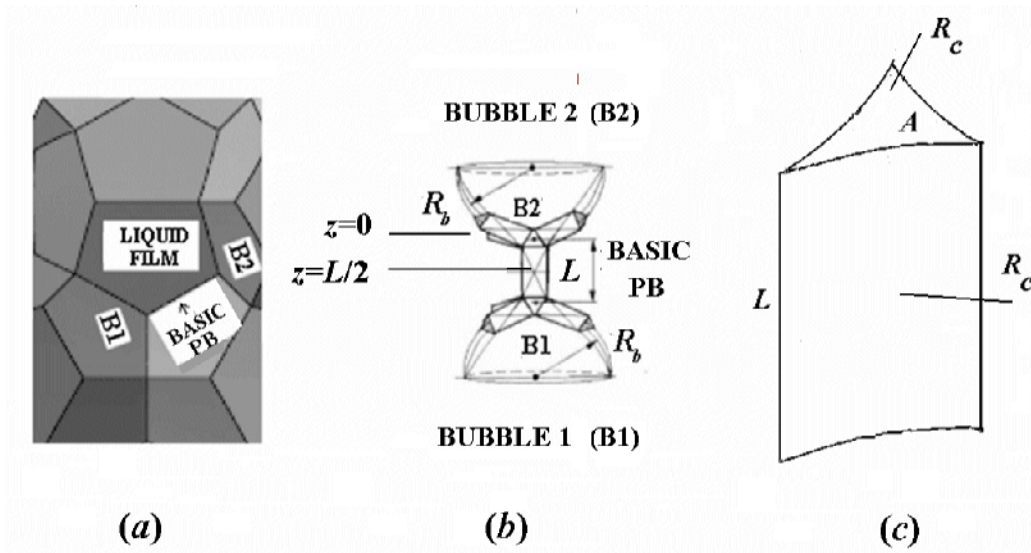 LIQUID
FILM
B2
B1
↑
BASIC
PB
(a)
BUBBLE 2 (B2)
R_b
B2
z=0
z=L/2
L
BASIC
PB
B1
R_b
BUBBLE 1 (B1)
(b)
R_c
A
L
R_c
(c)